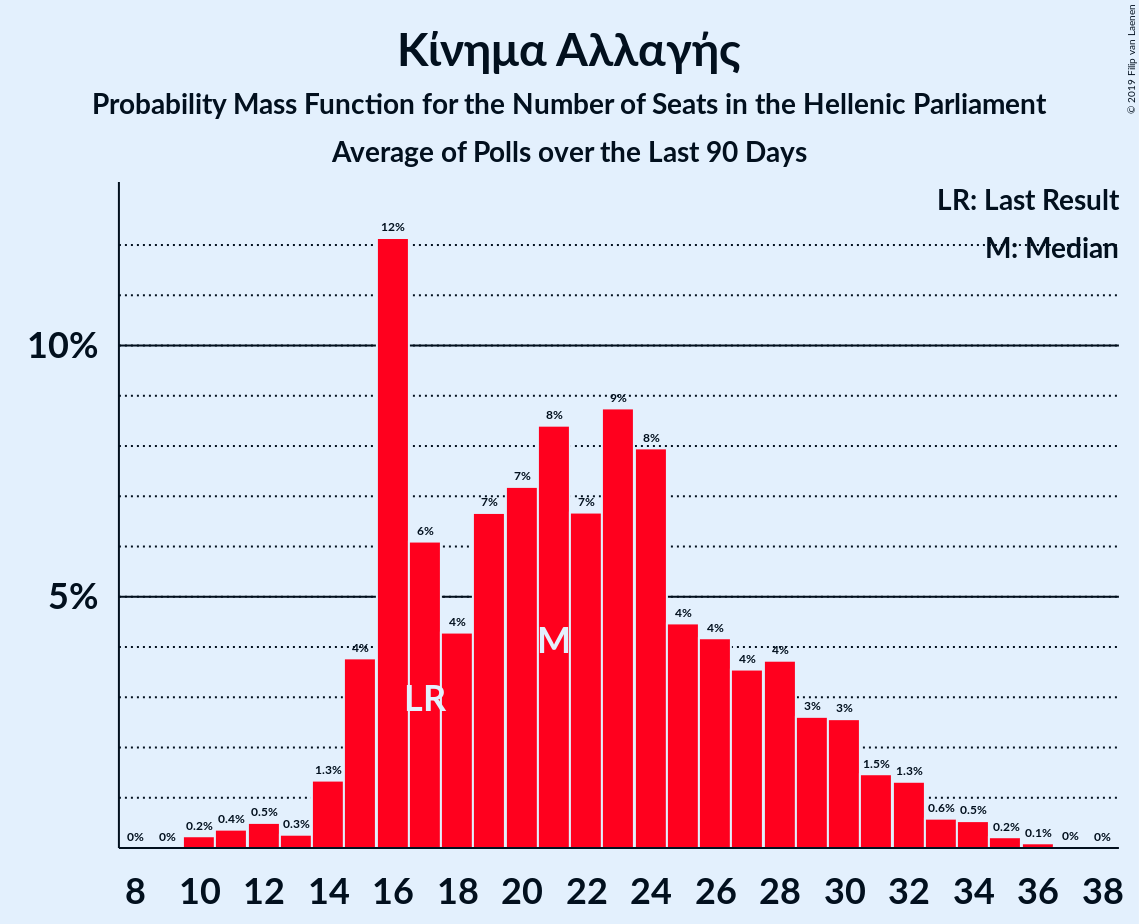 Κίνημα Αλλαγής
Probability Mass Function for the Number of Seats in the Hellenic Parliament
Average of Polls over the Last 90 Days
© 2019 Filip van Laenen
LR: Last Result
M: Median
10%
5%
0% 0% 0.2% 0.4% 0.5% 0.3% 1.3% 4% 12% 6% 4% 7% 7% 8% 7% 9% 8% 4% 4% 4% 4% 3% 3% 1.5% 1.3% 0.6% 0.5% 0.2% 0.1% 0% 0%
M
LR
8 10 12 14 16 18 20 22 24 26 28 30 32 34 36 38